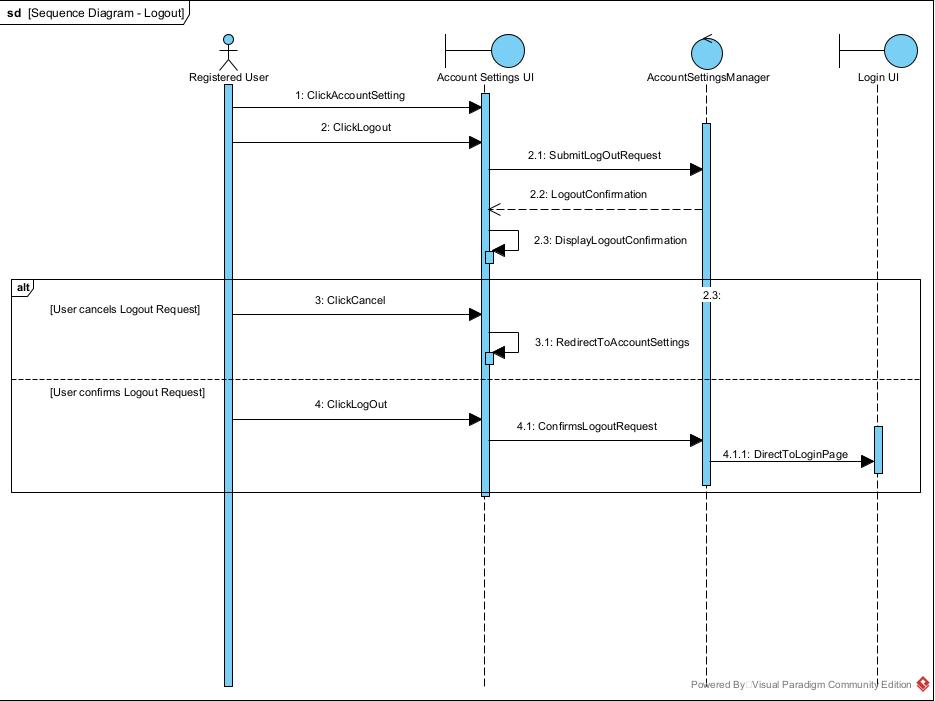 sd [Sequence Diagram - Logout]
Registered User
Account Settings UI
AccountSettingsManager
Login UI
1: ClickAccountSetting
2: ClickLogout
2.1: SubmitLogOutRequest
2.2: LogoutConfirmation
2.3: DisplayLogoutConfirmation
alt
2.3:
[User cancels Logout Request]
3: ClickCancel
3.1: RedirectToAccountSettings
[User confirms Logout Request]
4: ClickLogOut
4.1: ConfirmsLogoutRequest
4.1.1: DirectToLoginPage
Powered By Visual Paradigm Community Edition